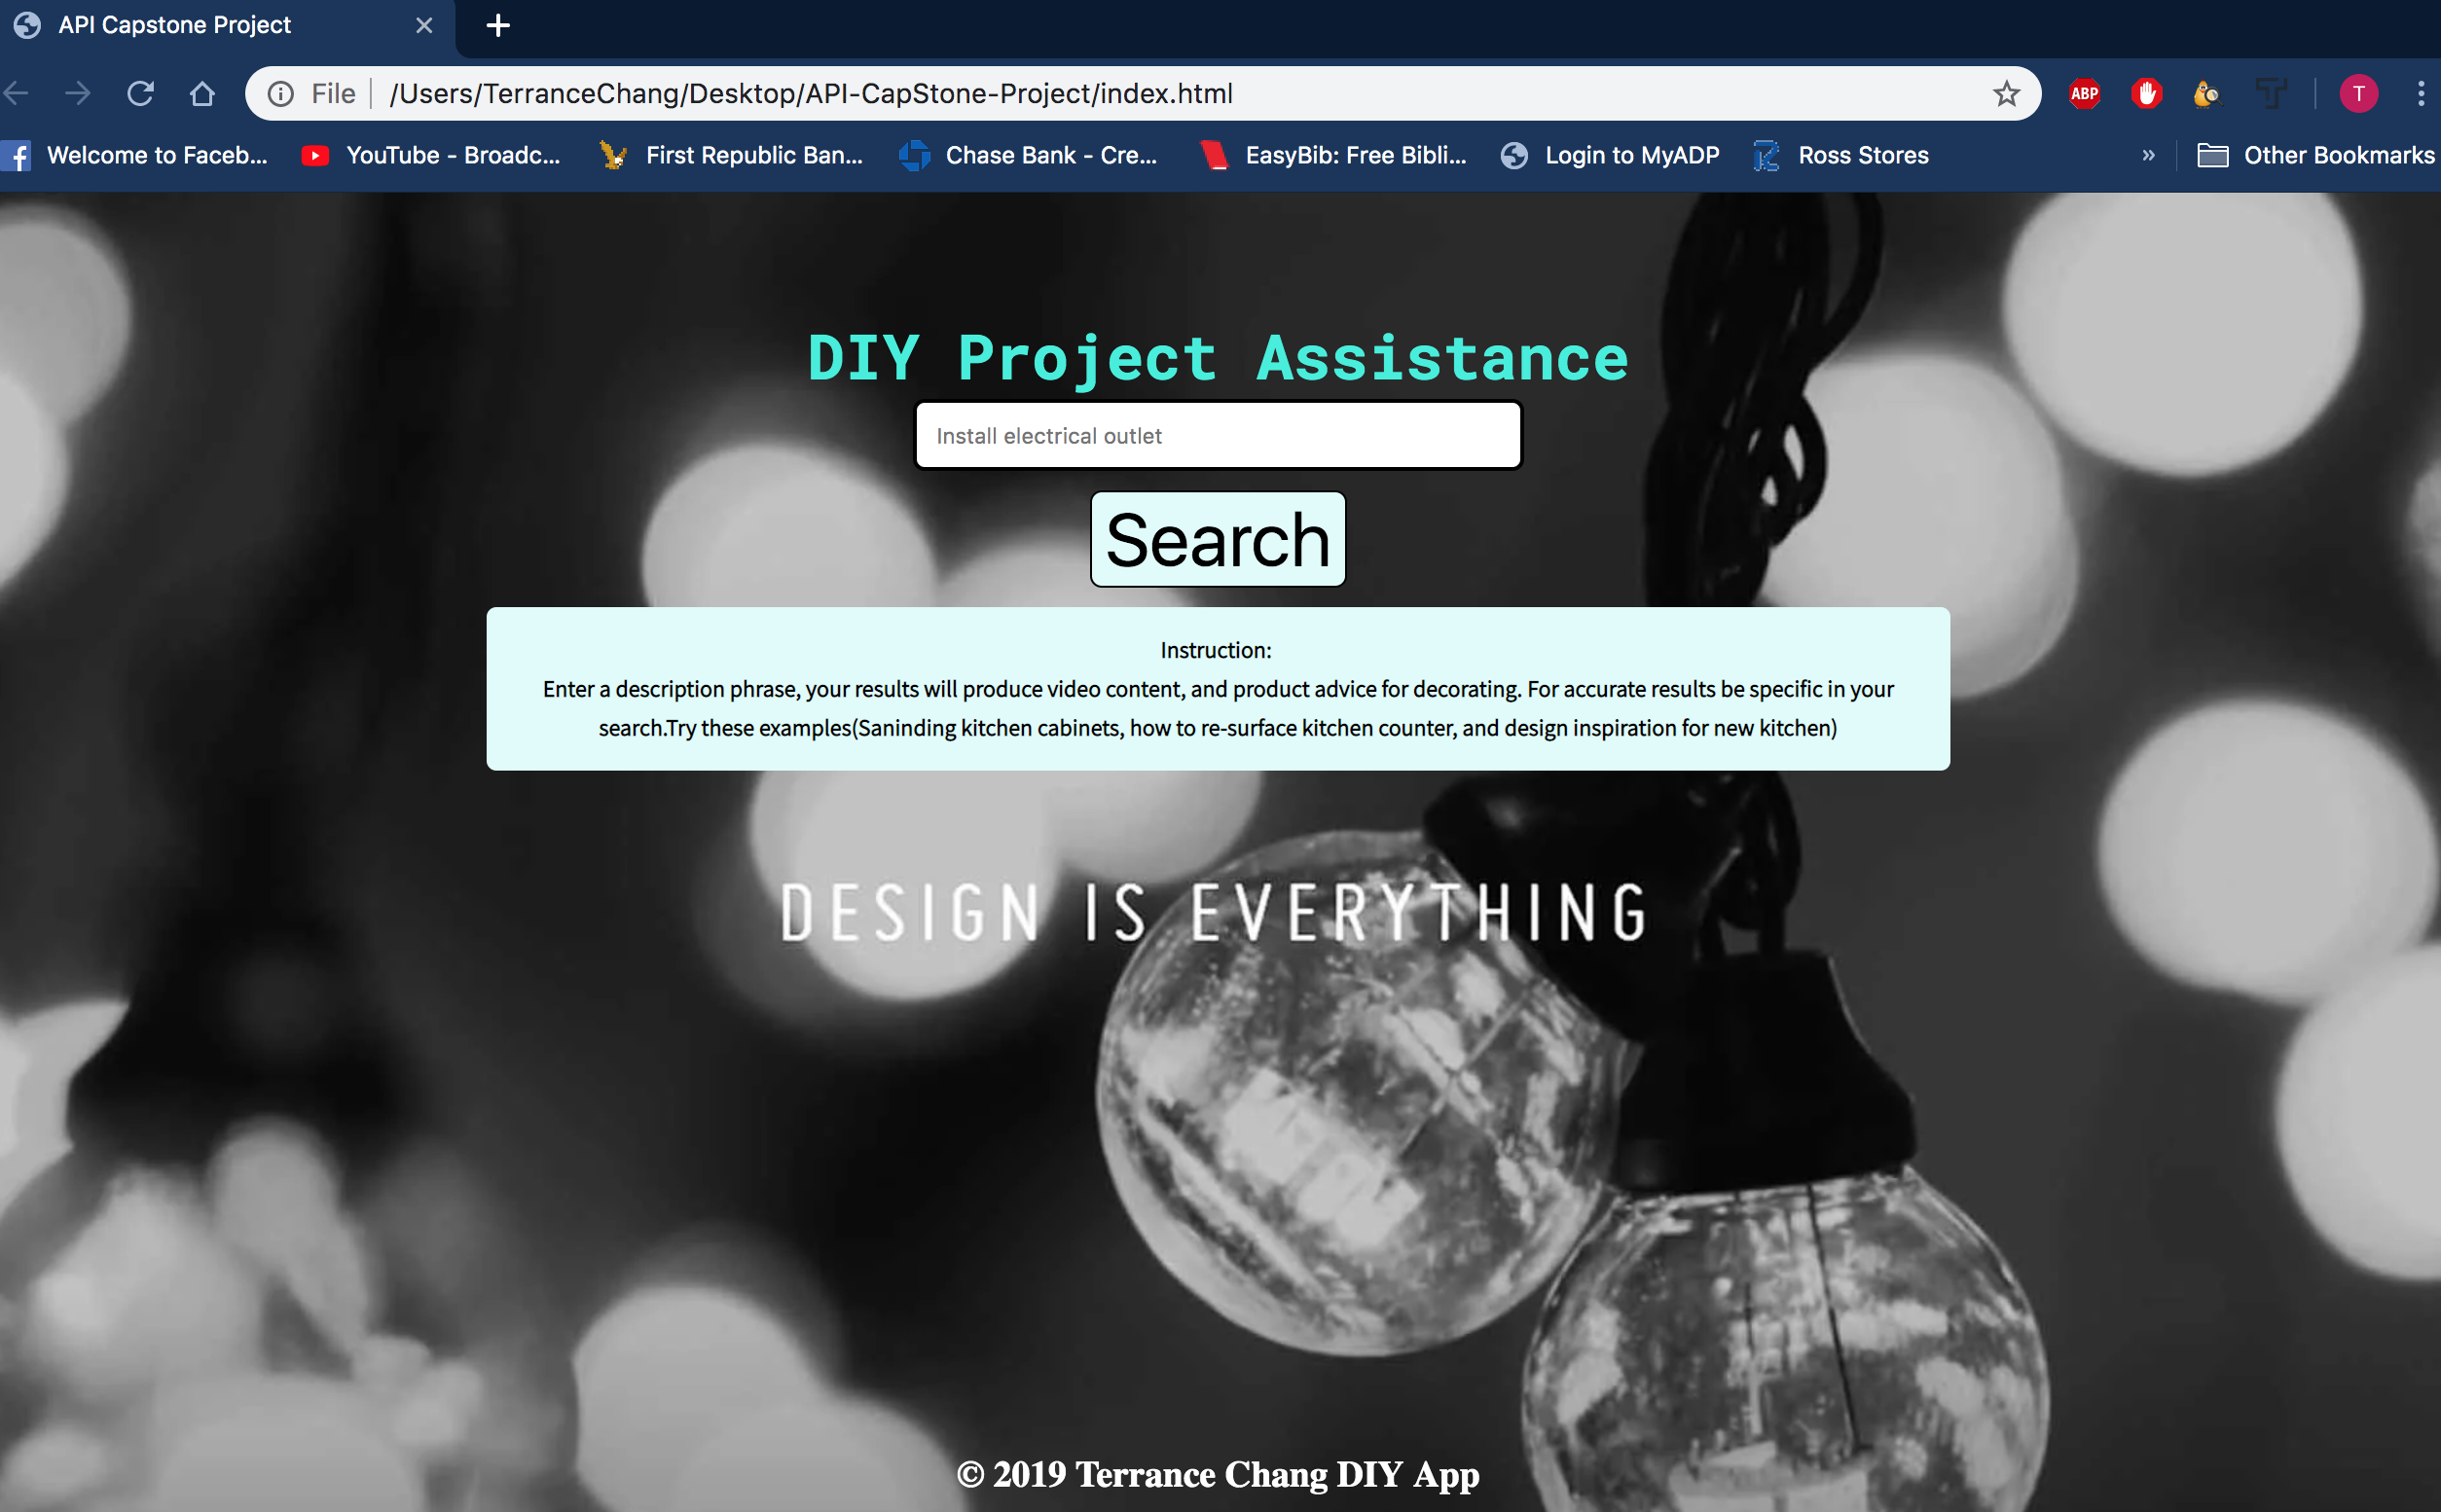 API Capstone Project
File /Users/TerranceChang/Desktop/API-CapStone-Project/index.html
ABP
T
Welcome to Faceb... YouTube - Broadc... First Republic Ban... Chase Bank - Cre... EasyBib: Free Bibli... Login to MyADP Ross Stores » Other Bookmarks
DIY Project Assistance
Install electrical outlet
Search
Instruction:
Enter a description phrase, your results will produce video content, and product advice for decorating. For accurate results be specific in your
search.Try these examples(Saninding kitchen cabinets, how to re-surface kitchen counter, and design inspiration for new kitchen)
DESIGN IS EVERYTHING
© 2019 Terrance Chang DIY App